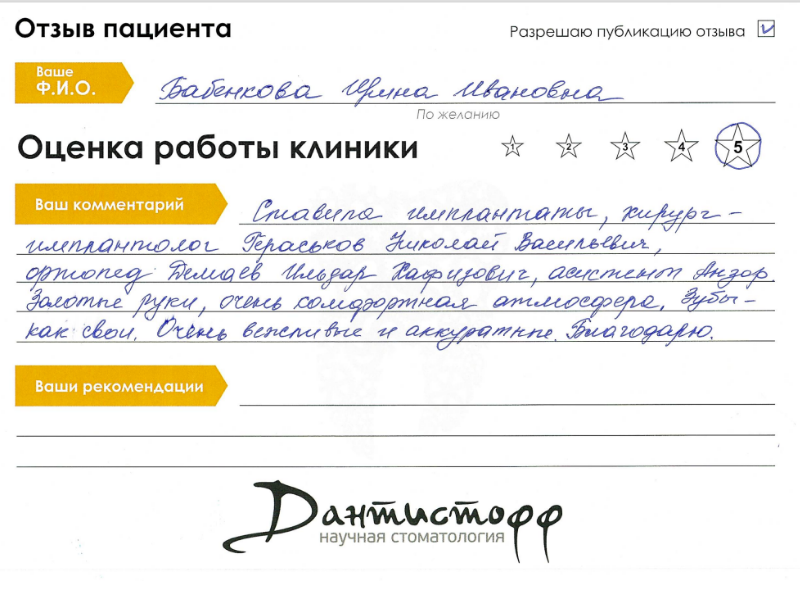 Отзыв пациента
Разрешаю публикацию отзыва
Ваше
Ф.И.О.
Бабенкова Ирина Ивановна
По желанию
Оценка работы клиники
1 2 3 4 5
Ваш комментарий
Ставила имплантаты, хирург-
имплантолог Гераськов Николай Васильевич,
ортопед Демаев Ильдар Хафизович, асистент Анзор.
Золотые руки, очень комфортная атмосфера. Зубы-
как свои. Очень вежливые и аккуратные. Благодарю.
Ваши рекомендации
Дантистофф
научная стоматология